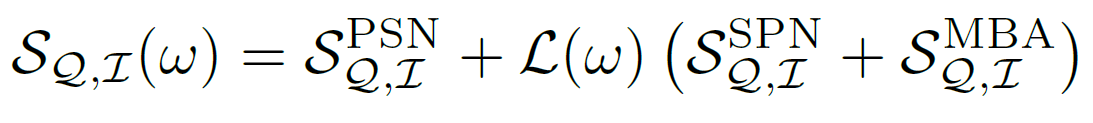 𝒮_{𝒬,ℐ}(ω) = 𝒮^{PSN}_{𝒬,ℐ} + ℒ(ω) (𝒮^{SPN}_{𝒬,ℐ} + 𝒮^{MBA}_{𝒬,ℐ})